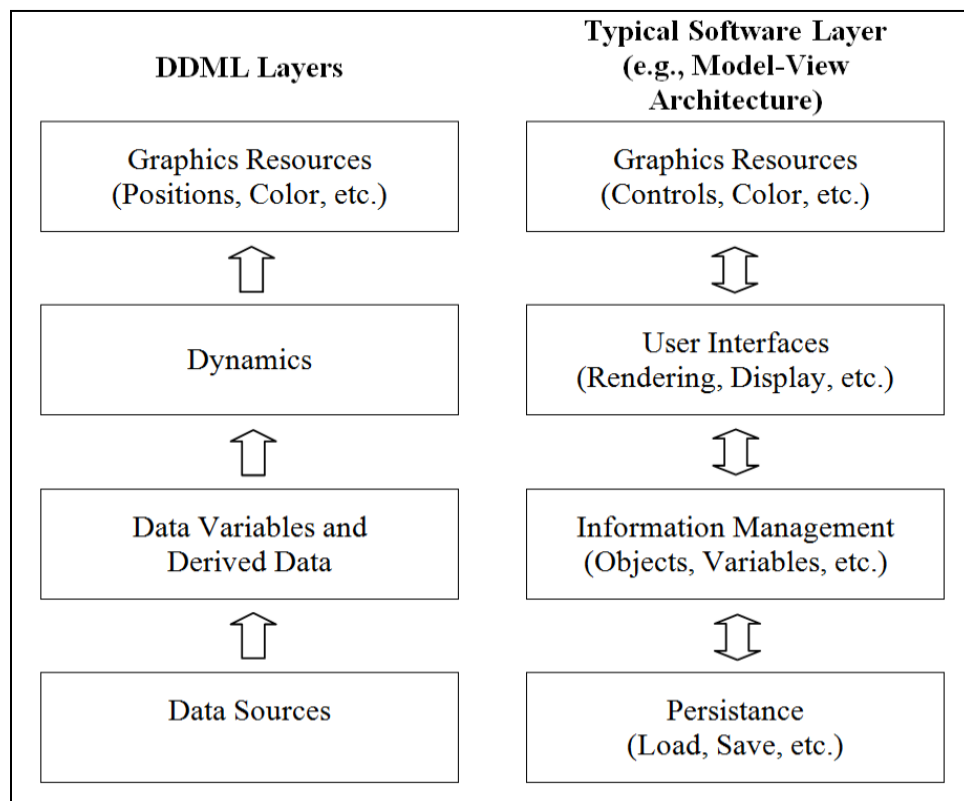 DDML Layers
Graphics Resources
(Positions, Color, etc.)
Dynamics
Data Variables and
Derived Data
Data Sources
Typical Software Layer
(e.g., Model-View
Architecture)
Graphics Resources
(Controls, Color, etc.)
User Interfaces
(Rendering, Display, etc.)
Information Management
(Objects, Variables, etc.)
Persistance
(Load, Save, etc.)